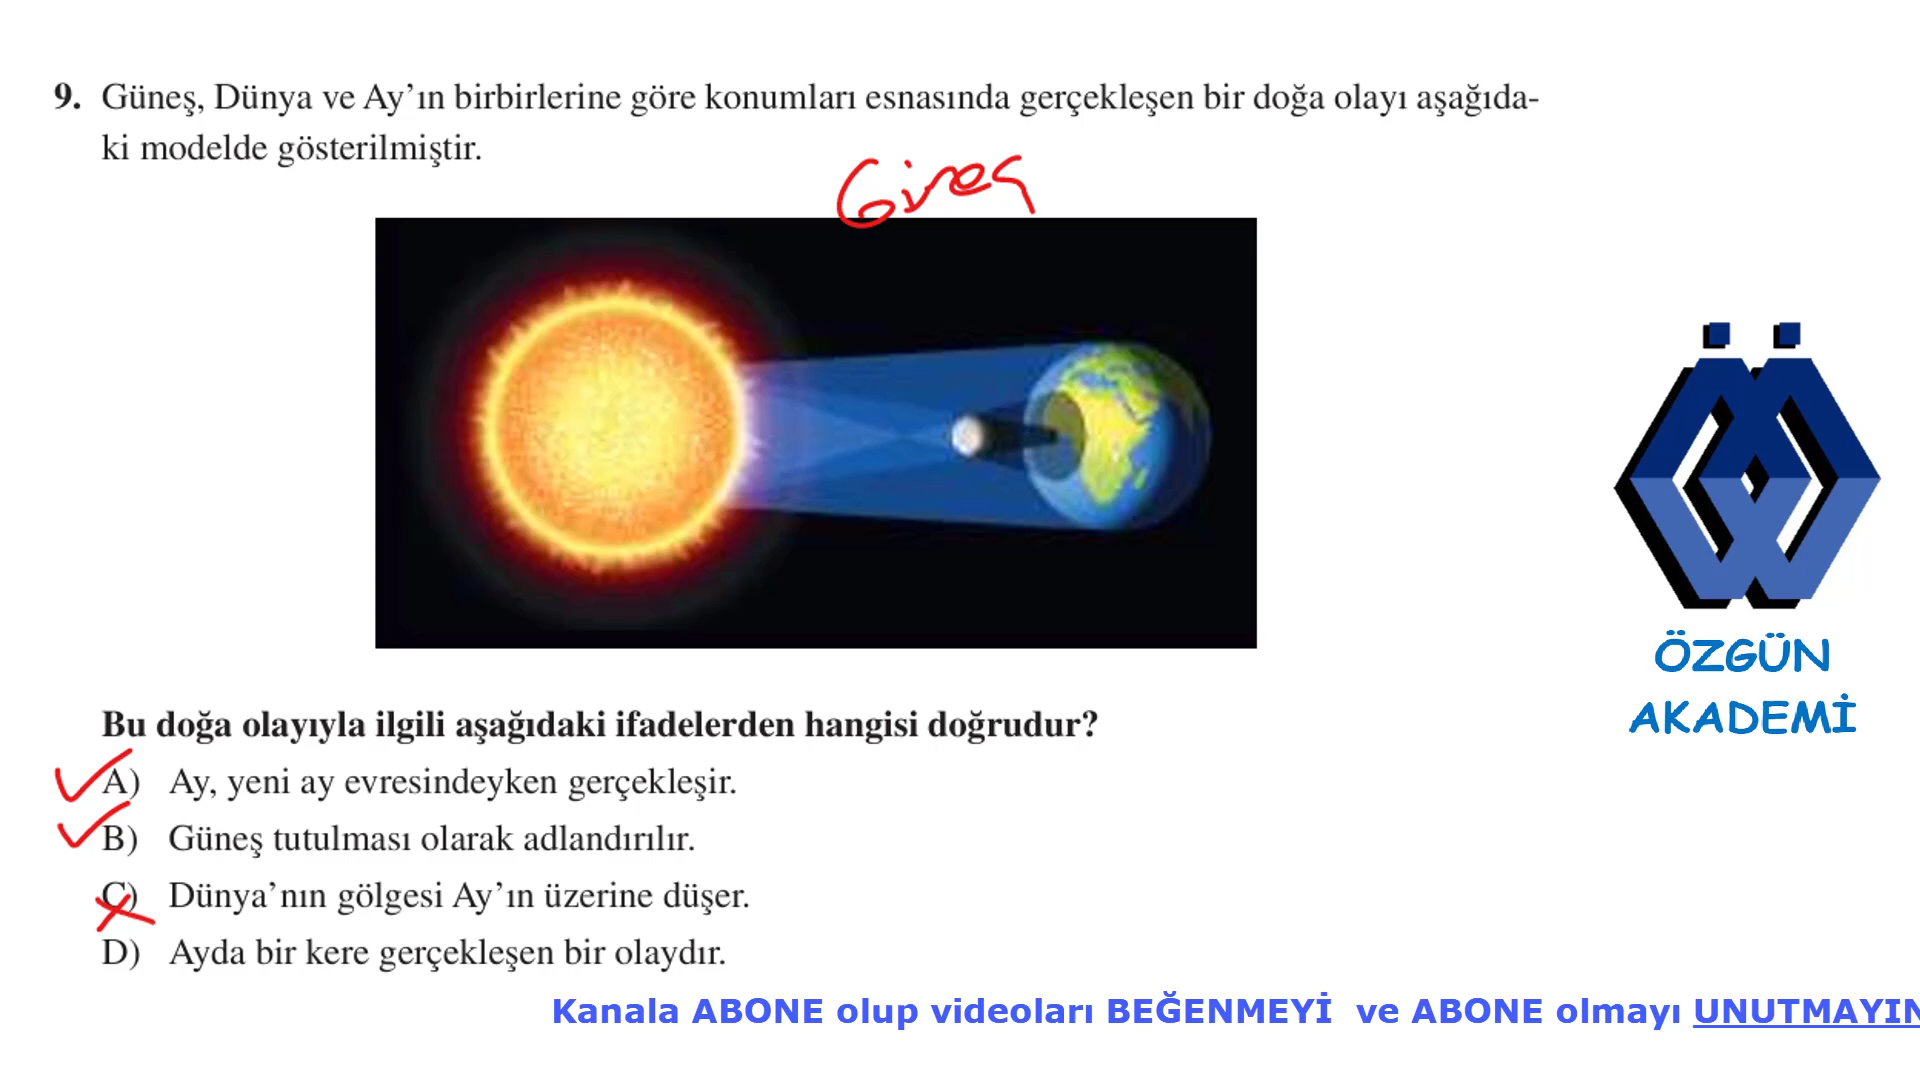 9. Güneş, Dünya ve Ay’ın birbirlerine göre konumları esnasında gerçekleşen bir doğa olayı aşağıda-
ki modelde gösterilmiştir.
Güneş
Bu doğa olayıyla ilgili aşağıdaki ifadelerden hangisi doğrudur?
A) Ay, yeni ay evresindeyken gerçekleşir.
B) Güneş tutulması olarak adlandırılır.
C) Dünya’nın gölgesi Ay’ın üzerine düşer.
D) Ayda bir kere gerçekleşen bir olaydır.
ÖZGÜN
AKADEMİ
Kanala ABONE olup videoları BEĞENMEYİ ve ABONE olmayı UNUTMAYIN